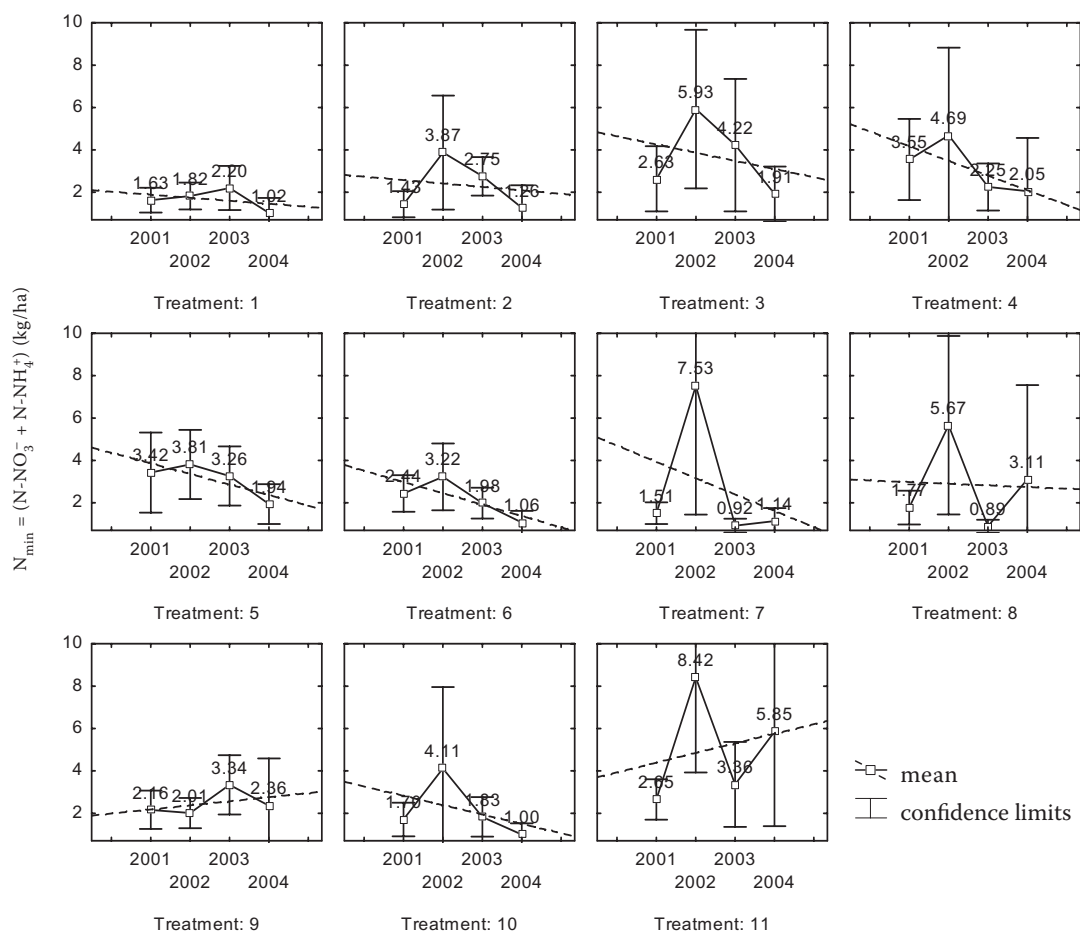 N_min = (N-NO₃⁻ + N-NH₄⁺) (kg/ha)
10
8
6
4
2
1.63 1.82 2.20 1.02
1.43 3.87 2.75 1.26
2.63 5.93 4.22 1.91
3.55 4.69 2.25 2.05
2001 2003 2001 2003 2001 2003 2001 2003
2002 2004 2002 2004 2002 2004 2002 2004
Treatment: 1 Treatment: 2 Treatment: 3 Treatment: 4
10
8
6
4
2
3.42 3.81 3.26 1.94
2.44 3.22 1.98 1.06
1.51 7.53 0.92 1.14
1.77 5.67 0.89 3.11
2001 2003 2001 2003 2001 2003 2001 2003
2002 2004 2002 2004 2002 2004 2002 2004
Treatment: 5 Treatment: 6 Treatment: 7 Treatment: 8
10
8
6
4
2
2.16 2.01 3.34 2.36
4.11 1.83 1.00
2.65 8.42 3.36 5.85
2001 2003 2001 2003 2001 2003
2002 2004 2002 2004 2002 2004
Treatment: 9 Treatment: 10 Treatment: 11
mean
confidence limits